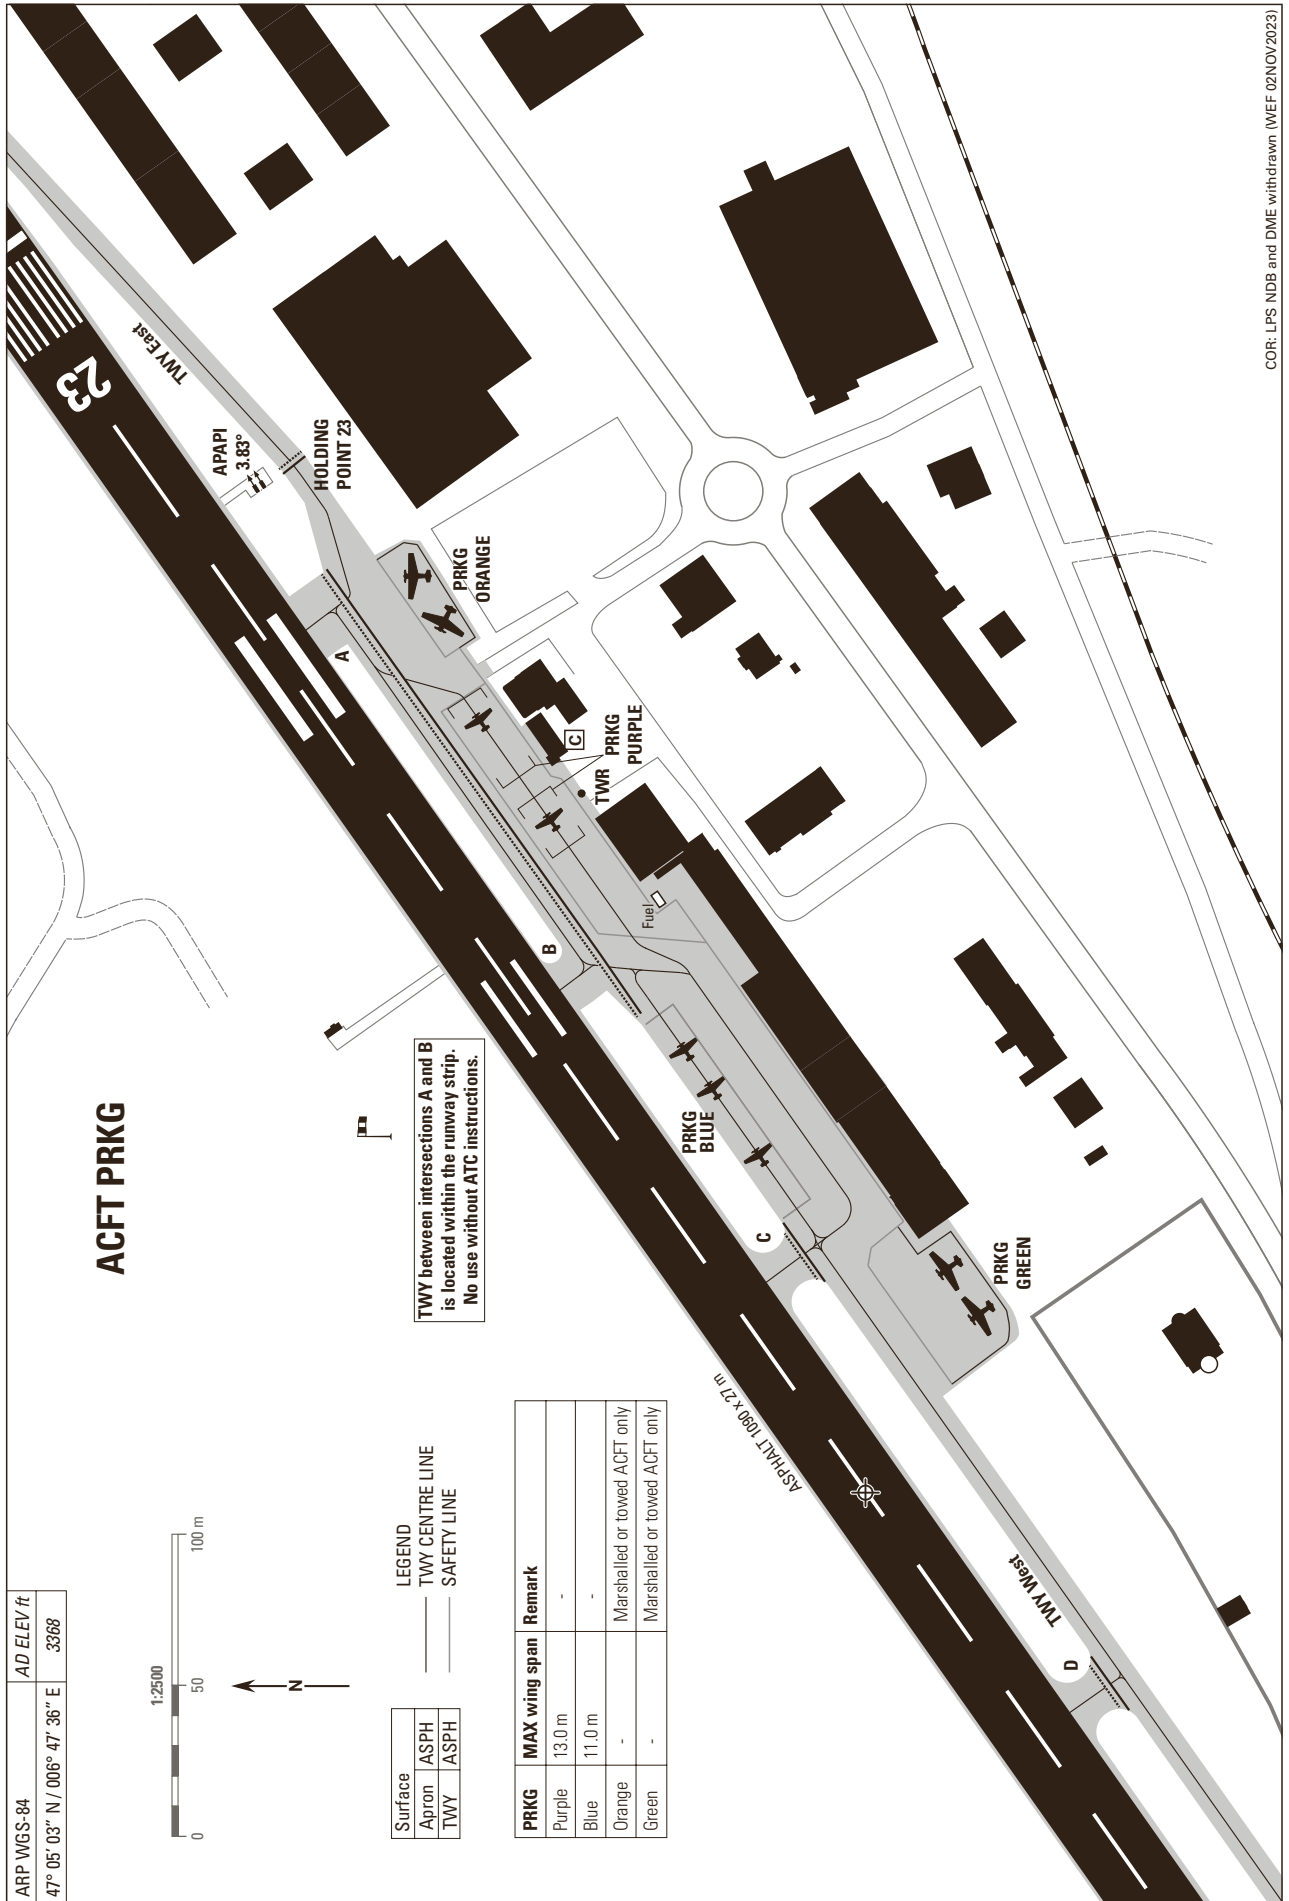 ARP WGS-84
AD ELEV ft
47° 05' 03" N / 006° 47' 36" E
3368
ACFT PRKG
1:2500
0
50
100 m
N
Surface
Apron ASPH
TWY ASPH
LEGEND
TWY CENTRE LINE
SAFETY LINE
TWY between intersections A and B
is located within the runway strip.
No use without ATC instructions.
PRKG MAX wing span Remark
Purple 13.0 m -
Blue 11.0 m -
Orange - Marshalled or towed ACFT only
Green - Marshalled or towed ACFT only
23
TWY East
APAPI
3.83°
HOLDING
POINT 23
PRKG
ORANGE
A
C
PRKG
PURPLE
TWR
B
Fuel
PRKG
BLUE
C
PRKG
GREEN
ASPHALT 1090 x 27 m
TWY West
D
COR: LPS NDB and DME withdrawn (WEF 02NOV2023)